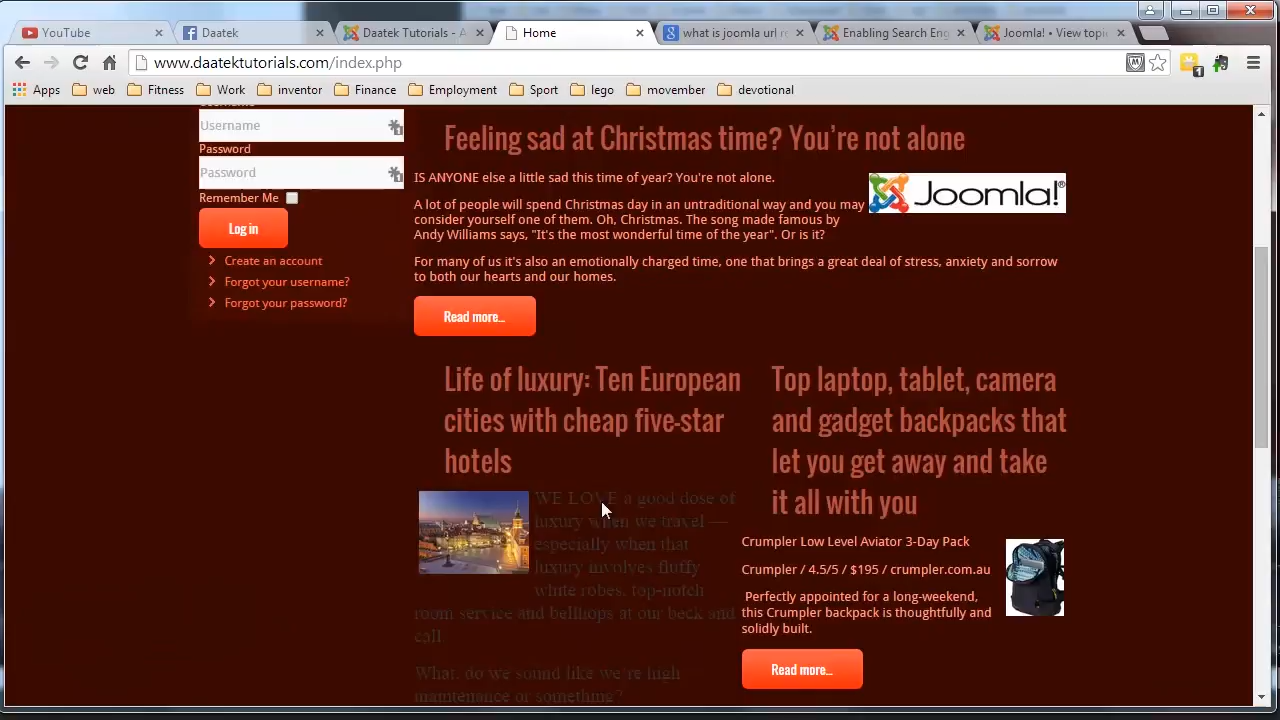 YouTube
Daatek
Daatek Tutorials - A
Home
what is joomla url r
Enabling Search Eng
Joomla! • View topi
www.daatektutorials.com/index.php
1
Apps
web
Fitness
Work
inventor
Finance
Employment
Sport
lego
movember
devotional
Username
Password
Password
Remember Me
Log in
Create an account
Forgot your username?
Forgot your password?
Feeling sad at Christmas time? You're not alone
IS ANYONE else a little sad this time of year? You're not alone.
Joomla!®
A lot of people will spend Christmas day in an untraditional way and you may
consider yourself one of them. Oh, Christmas. The song made famous by
Andy Williams says, "It's the most wonderful time of the year". Or is it?
For many of us it's also an emotionally charged time, one that brings a great deal of stress, anxiety and sorrow
to both our hearts and our homes.
Read more...
Life of luxury: Ten European
cities with cheap five-star
hotels
WE LOVE a good dose of
luxury when we travel —
especially when that
luxury involves fluffy
white robes, top-notch
room service and bellhops at our beck and
call.
What, do we sound like we're high
maintenance or something?
Top laptop, tablet, camera
and gadget backpacks that
let you get away and take
it all with you
Crumpler Low Level Aviator 3-Day Pack
Crumpler / 4.5/5 / $195 / crumpler.com.au
Perfectly appointed for a long-weekend,
this Crumpler backpack is thoughtfully and
solidly built.
Read more...